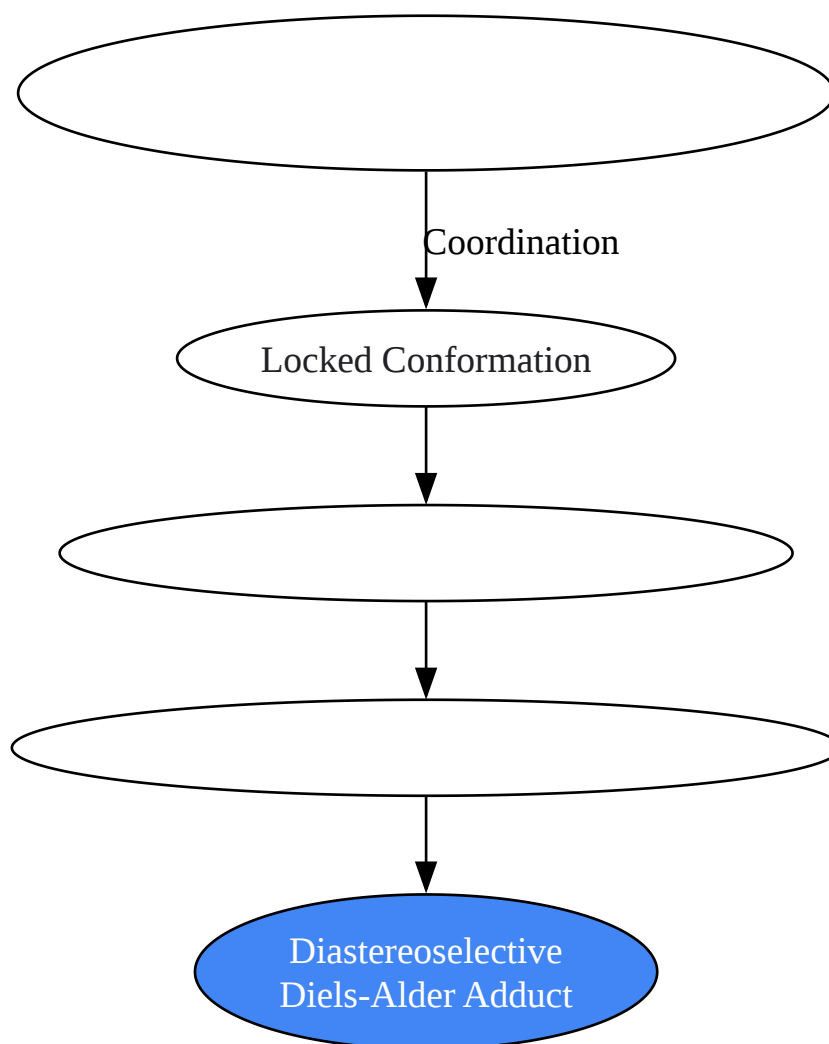 Coordination
Locked Conformation
Diastereoselective
Diels-Alder Adduct